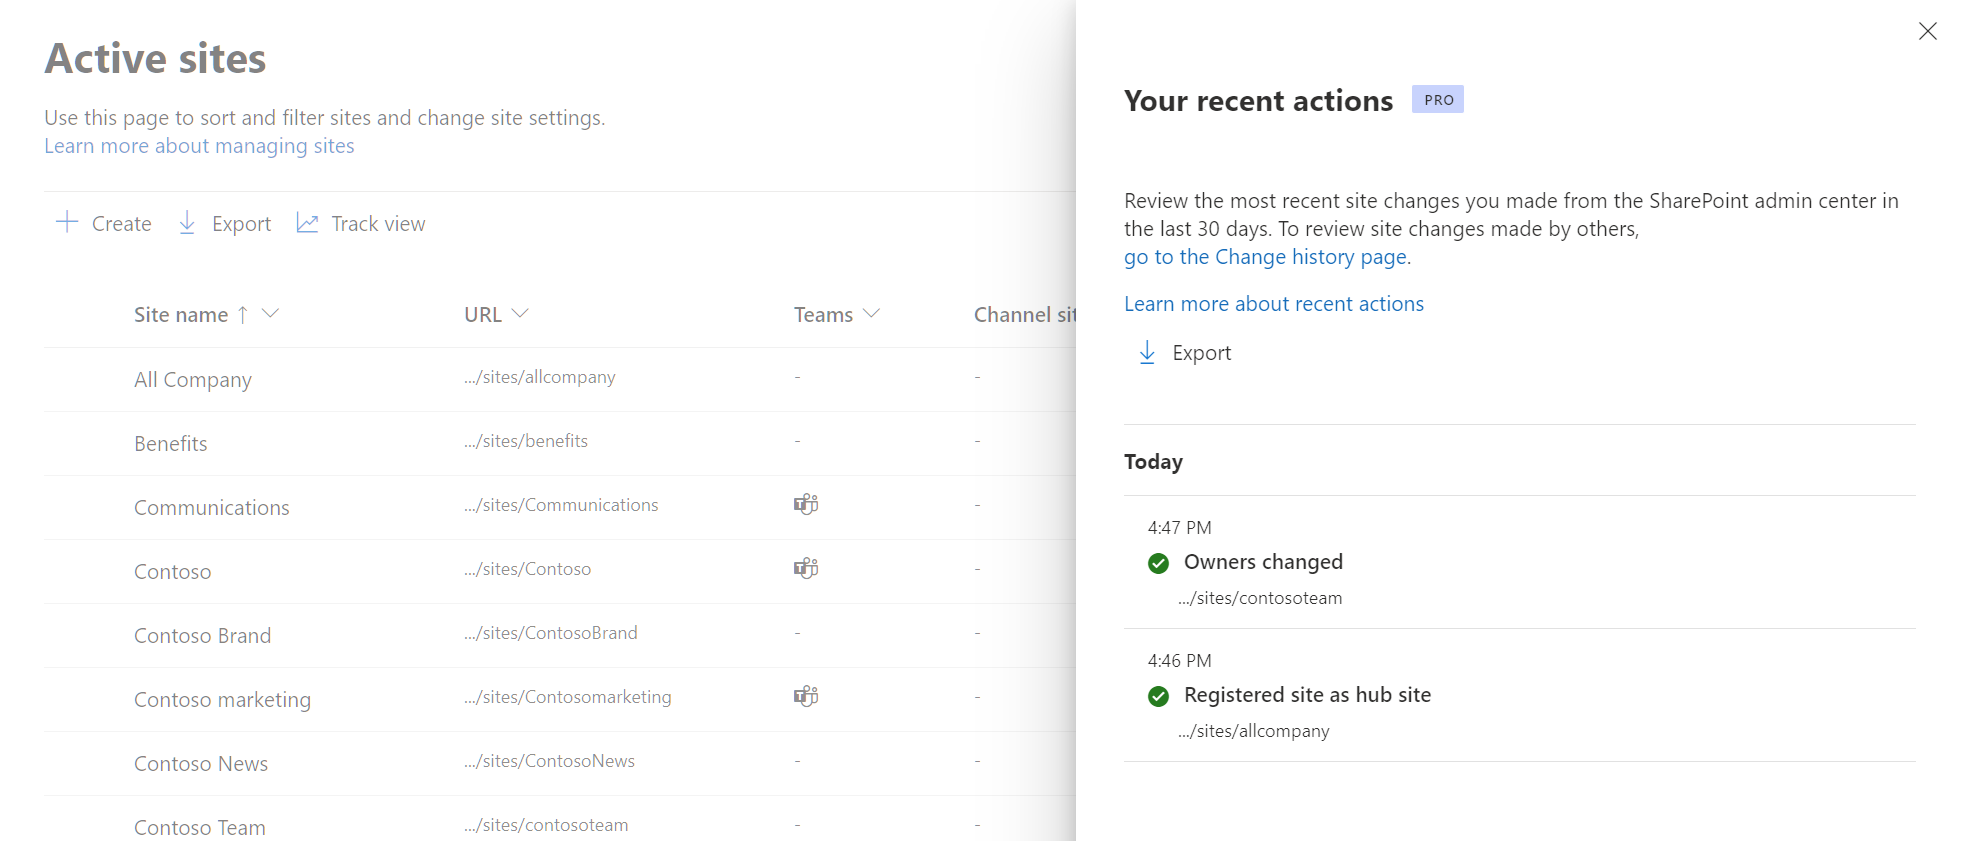 Active sites
Use this page to sort and filter sites and change site settings.
Learn more about managing sites
Create Export Track view
Site name URL Teams Channel sit
All Company .../sites/allcompany - -
Benefits .../sites/benefits - -
Communications .../sites/Communications -
Contoso .../sites/Contoso -
Contoso Brand .../sites/ContosoBrand - -
Contoso marketing .../sites/Contosomarketing -
Contoso News .../sites/ContosoNews - -
Contoso Team .../sites/contosoteam - -
Your recent actions PRO
Review the most recent site changes you made from the SharePoint admin center in
the last 30 days. To review site changes made by others,
go to the Change history page.
Learn more about recent actions
Export
Today
4:47 PM
Owners changed
.../sites/contosoteam
4:46 PM
Registered site as hub site
.../sites/allcompany